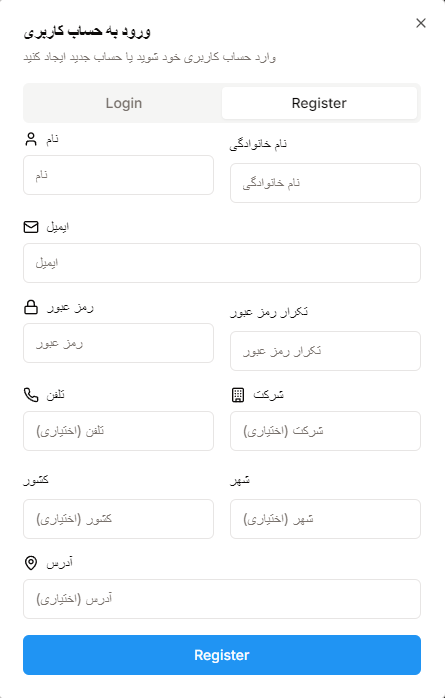 ورود به حساب کاربری
وارد حساب کاربری خود شوید یا حساب جدید ایجاد کنید
Login
Register
نام
نام خانوادگی
نام
نام خانوادگی
ایمیل
ایمیل
رمز عبور
تکرار رمز عبور
رمز عبور
تکرار رمز عبور
تلفن
شرکت
تلفن (اختیاری)
شرکت (اختیاری)
کشور
شهر
کشور (اختیاری)
شهر (اختیاری)
آدرس
آدرس (اختیاری)
Register